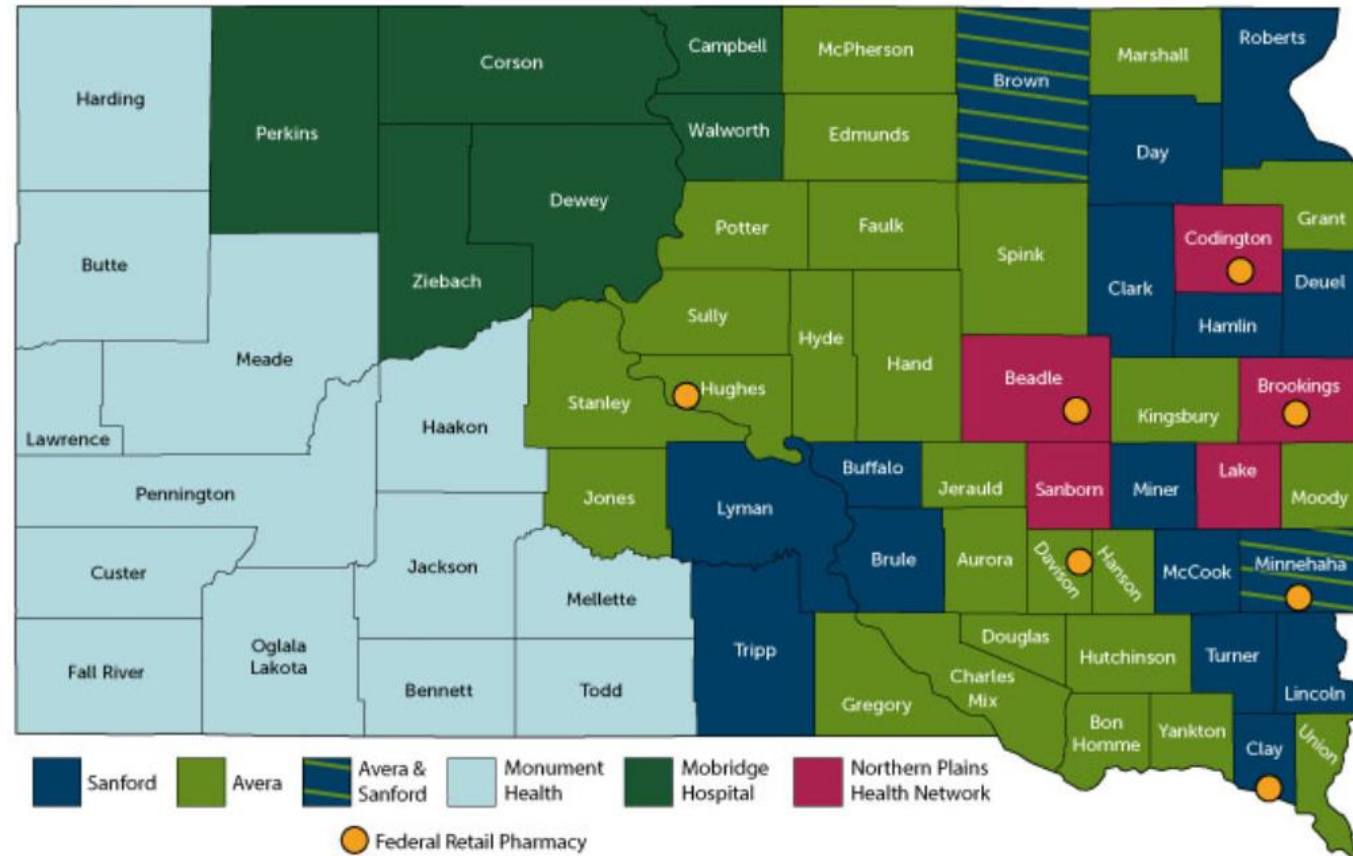 Harding
Perkins
Corson
Campbell
McPherson
Brown
Marshall
Roberts
Walworth
Edmunds
Day
Dewey
Potter
Faulk
Grant
Codington
Butte
Ziebach
Spink
Clark
Deuel
Hamlin
Sully
Hyde
Meade
Hand
Beadle
Brookings
Stanley
Hughes
Kingsbury
Haakon
Lawrence
Buffalo
Lake
Pennington
Jones
Lyman
Jerauld
Sanborn
Miner
Moody
Custer
Jackson
Brule
Aurora
Davison
Hanson
McCook
Minnehaha
Mellette
Oglala
Lakota
Fall River
Bennett
Todd
Tripp
Douglas
Hutchinson
Turner
Lincoln
Gregory
Charles
Mix
Bon
Homme
Yankton
Clay
Union
Sanford
Avera
Avera &
Sanford
Monument
Health
Mobridge
Hospital
Northern Plains
Health Network
Federal Retail Pharmacy